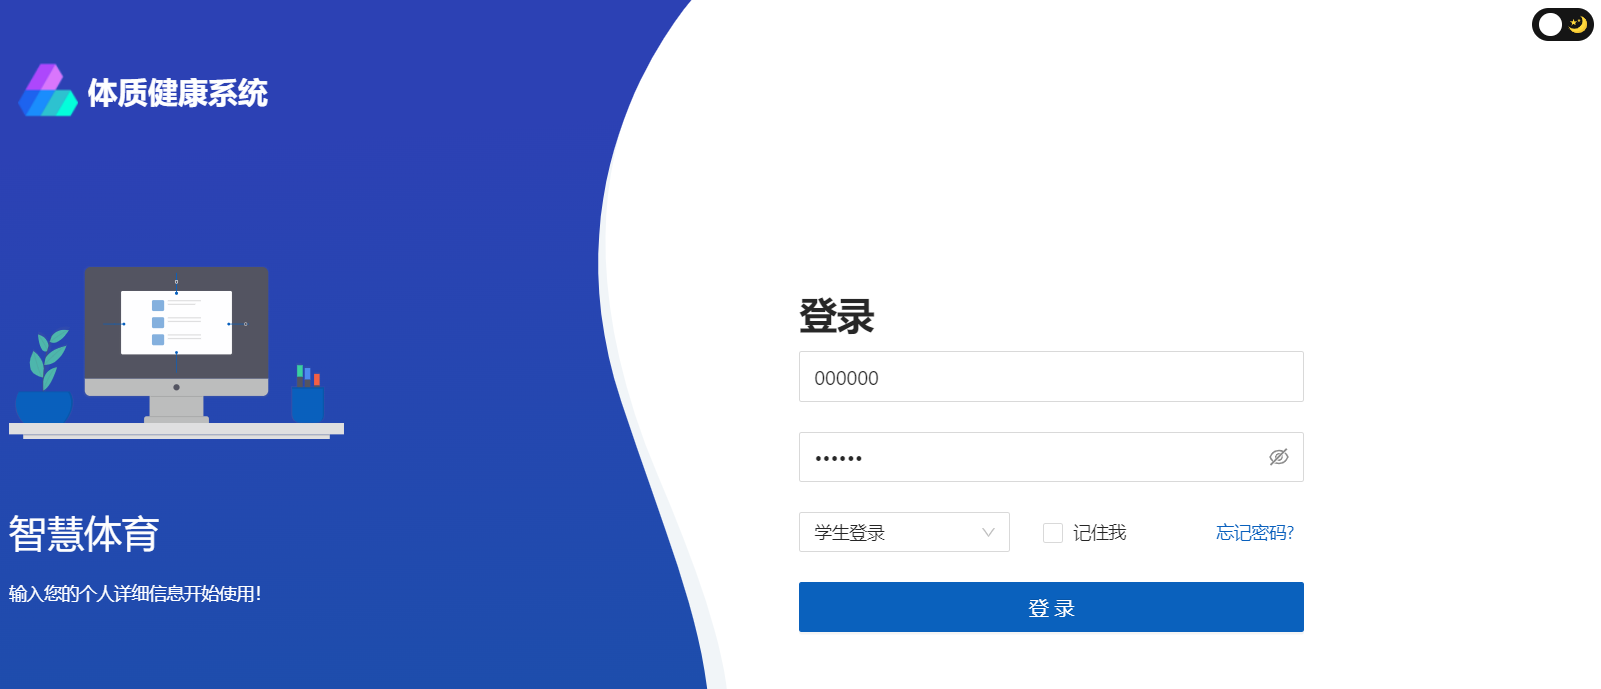 体质健康系统
智慧体育
输入您的个人详细信息开始使用！
登录
000000
••••••
学生登录
记住我
忘记密码?
登 录